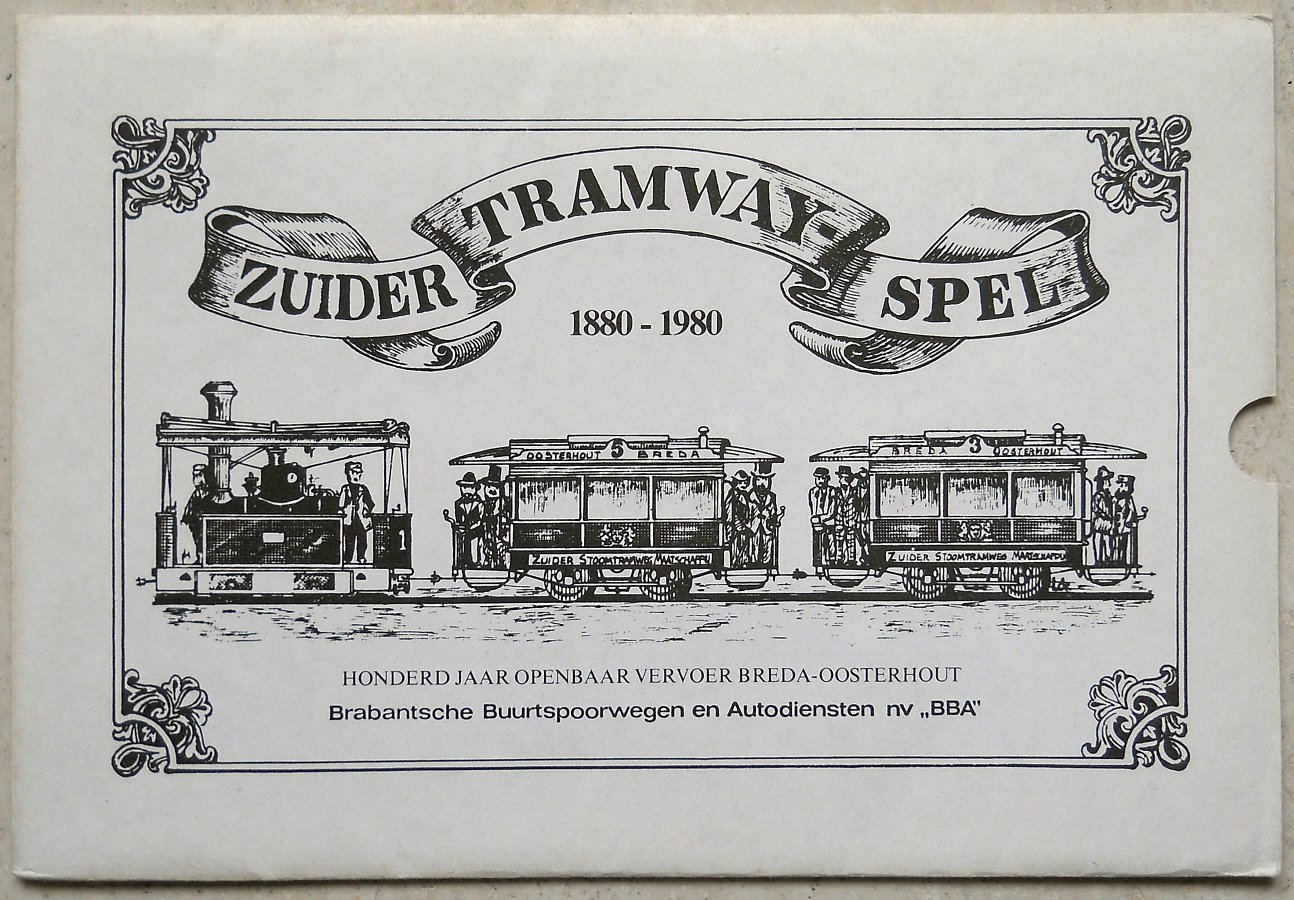 ZUIDER TRAMWAY-SPEL
1880 - 1980
OOSTERHOUT 5 BREDA
BREDA 3 OOSTERHOUT
1
ZUIDER STOOMTRAMWEG MAATSCHAPPIJ
ZUIDER STOOMTRAMWEG MAATSCHAPPIJ
HONDERD JAAR OPENBAAR VERVOER BREDA-OOSTERHOUT
Brabantsche Buurtspoorwegen en Autodiensten nv „BBA”